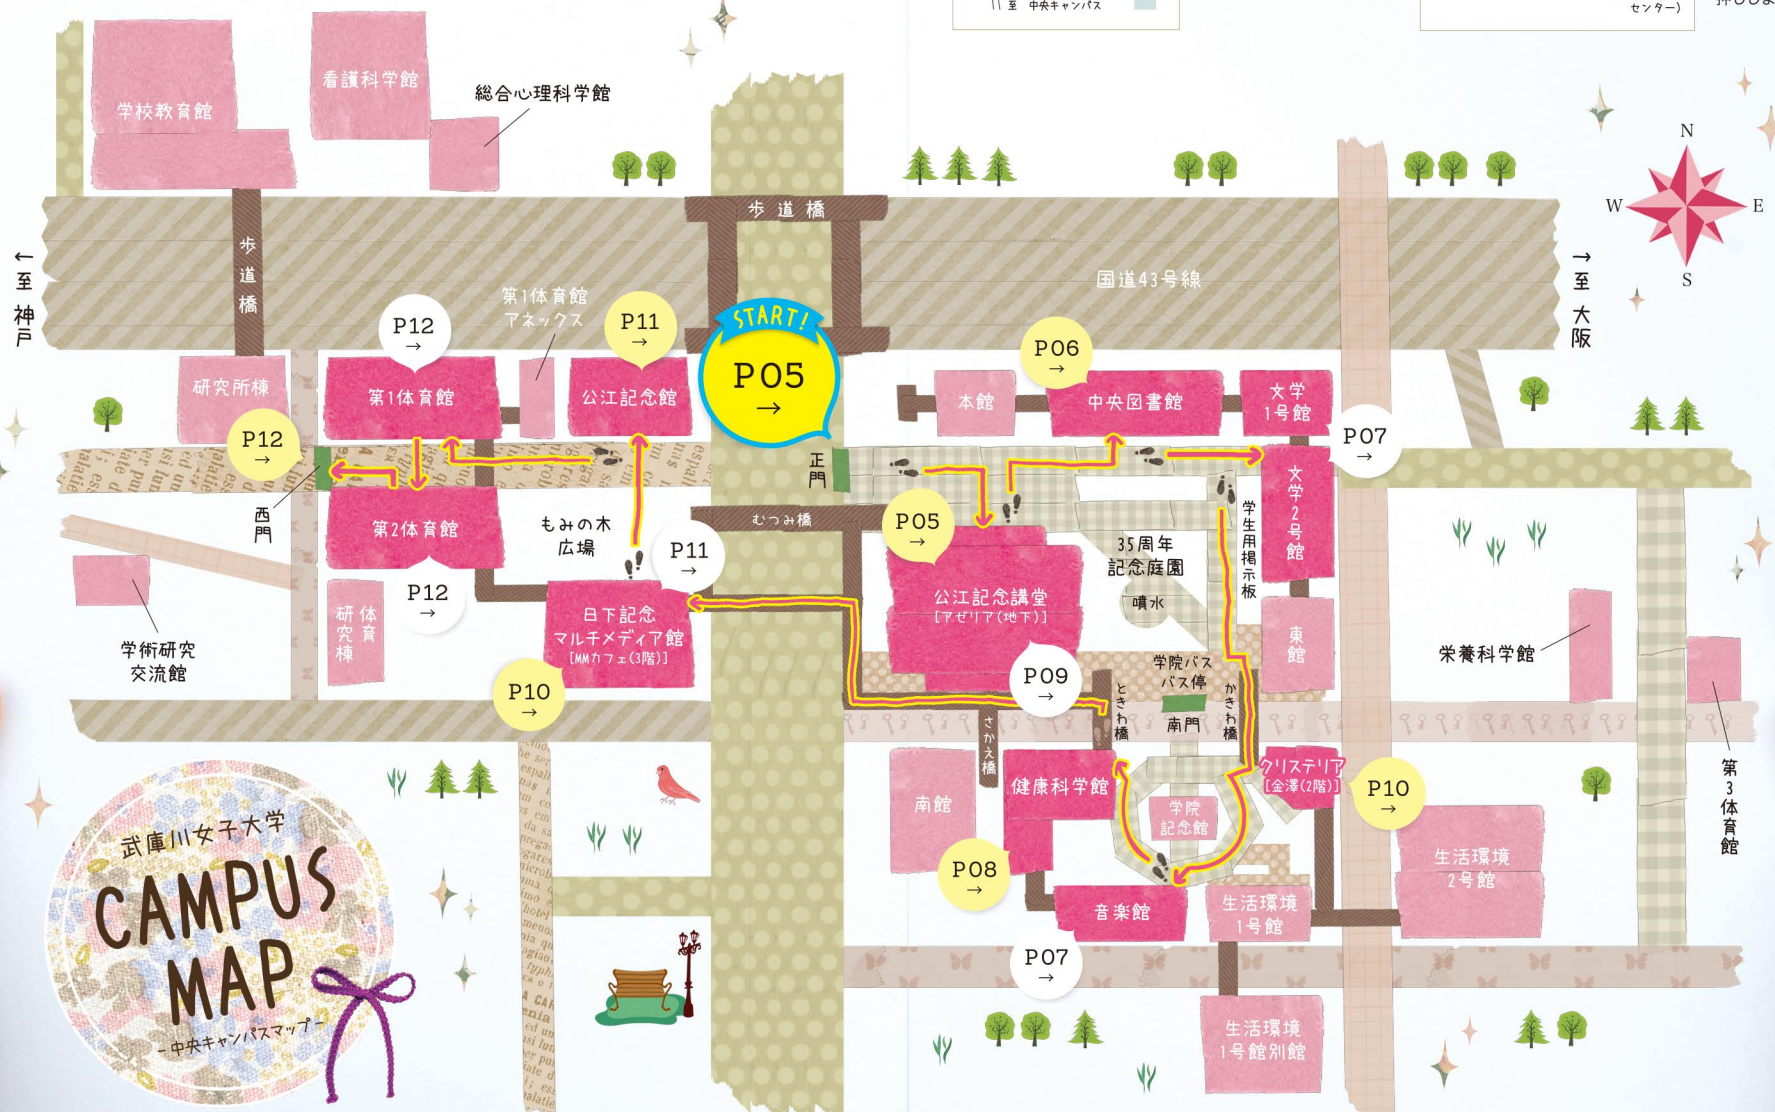 至 中央キャンパス
センター)
学校教育館
看護科学館
総合心理科学館
歩道橋
歩道橋
国道43号線
N
W
E
S
←至 神戸
→至 大阪
START!
P05
→
P12
→
第1体育館
アネックス
P11
→
P06
→
研究所棟
第1体育館
公江記念館
本館
中央図書館
文学
1号館
P07
→
P12
→
正門
西門
第2体育館
もみの木
広場
むつみ橋
P11
→
P05
→
35周年
記念庭園
噴水
学生用掲示板
文学2号館
公江記念講堂
[アゼリア(地下)]
P12
→
体育
研究棟
日下記念
マルチメディア館
[MMカフェ(3階)]
P10
→
学術研究
交流館
東館
栄養科学館
P09
→
学院バス
バス停
ときわ橋
かきわ橋
南門
さかえ橋
南館
健康科学館
クリステリア
[金澤(2階)]
P10
→
学院
記念館
第3体育館
P08
→
音楽館
生活環境
1号館
生活環境
2号館
P07
→
生活環境
1号館別館
武庫川女子大学
CAMPUS
MAP
-中央キャンパスマップ-